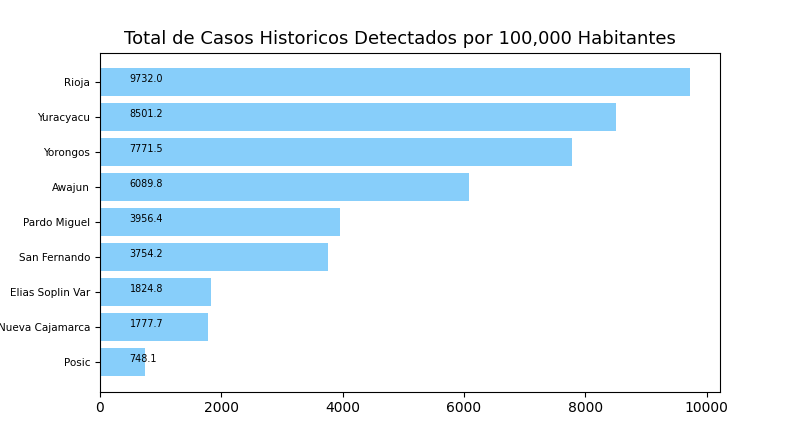 Total de Casos Historicos Detectados por 100,000 Habitantes
Rioja 9732.0
Yuracyacu 8501.2
Yorongos 7771.5
Awajun 6089.8
Pardo Miguel 3956.4
San Fernando 3754.2
Elias Soplin Var 1824.8
Nueva Cajamarca 1777.7
Posic 748.1
0 2000 4000 6000 8000 10000